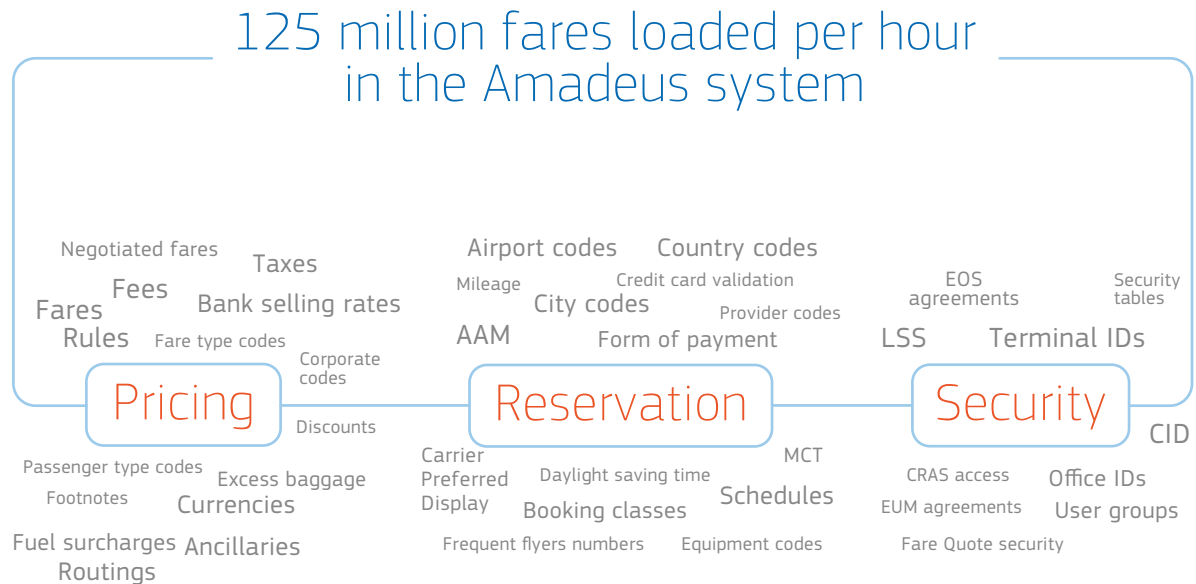 125 million fares loaded per hour
in the Amadeus system
Negotiated fares
Taxes
Fees
Bank selling rates
Fares
Rules
Fare type codes
Corporate
codes
Pricing
Discounts
Passenger type codes
Excess baggage
Footnotes
Currencies
Fuel surcharges
Ancillaries
Routings
Airport codes
Country codes
Mileage
Credit card validation
City codes
Provider codes
AAM
Form of payment
Reservation
Carrier
Preferred
Display
MCT
Daylight saving time
Schedules
Booking classes
Frequent flyers numbers
Equipment codes
EOS
agreements
Security
tables
LSS
Terminal IDs
Security
CID
CRAS access
Office IDs
EUM agreements
User groups
Fare Quote security